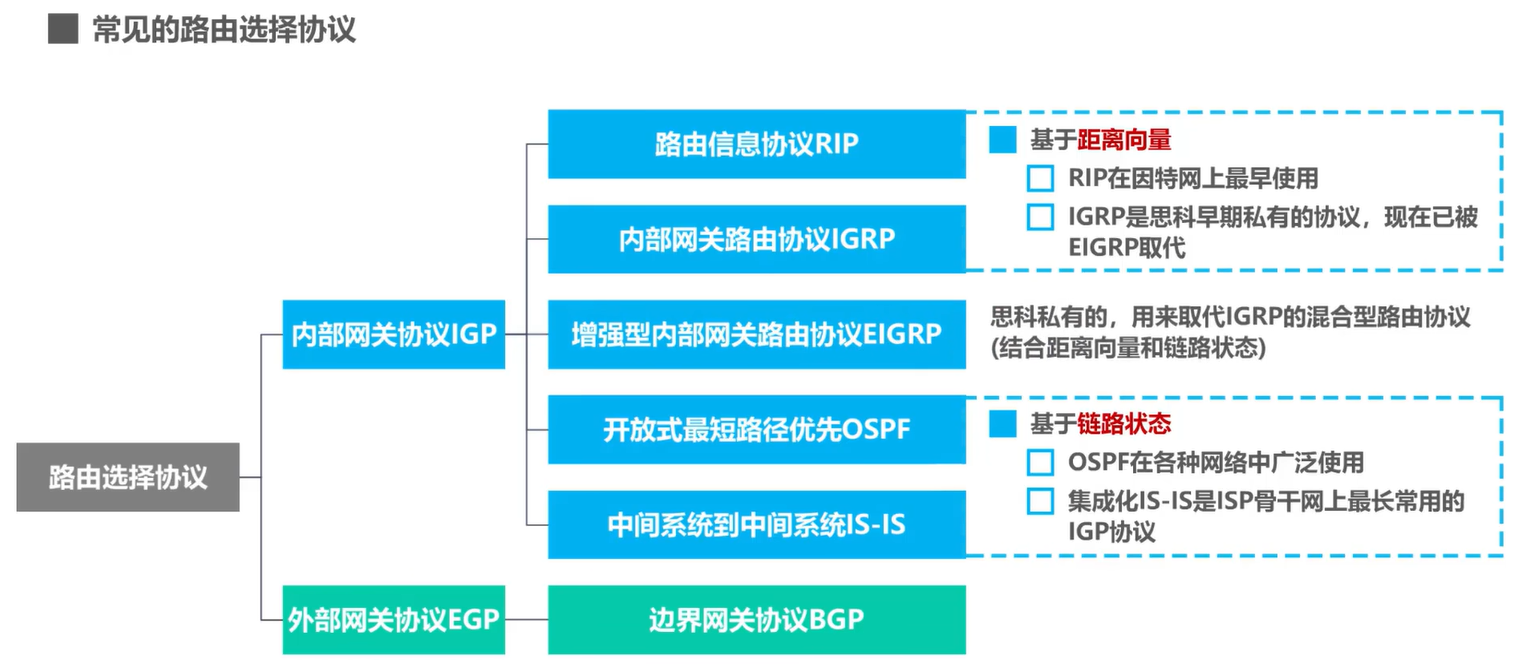 常见的路由选择协议
路由信息协议RIP
基于距离向量
RIP在因特网上最早使用
内部网关路由协议IGRP
IGRP是思科早期私有的协议，现在已被
EIGRP取代
内部网关协议IGP
增强型内部网关路由协议EIGRP
思科私有的，用来取代IGRP的混合型路由协议
(结合距离向量和链路状态)
开放式最短路径优先OSPF
基于链路状态
OSPF在各种网络中广泛使用
路由选择协议
中间系统到中间系统IS-IS
集成化IS-IS是ISP骨干网上最长常用的
IGP协议
外部网关协议EGP
边界网关协议BGP